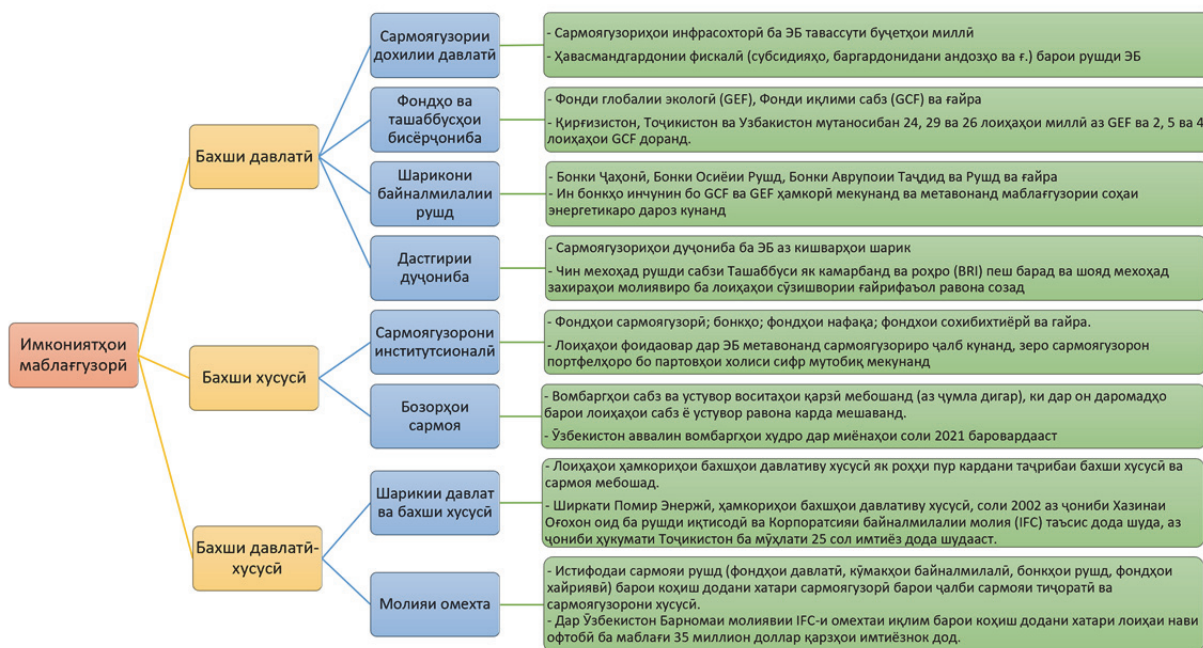 Имкониятҳои
маблағгузорӣ
Бахши давлатӣ
Сармоягузории
дохилии давлатӣ
- Сармоягузориҳои инфрасохторӣ ба ЭБ тавассути буҷетҳои миллӣ
- Ҳавасмандгардонии фискалӣ (субсидияҳо, баргардонидани андозҳо ва ғ.) барои рушди ЭБ
Фондҳо ва
ташаббусҳои
бисёрҷониба
- Фонди глобалии экологӣ (GEF), Фонди иқлими сабз (GCF) ва ғайра
- Қирғизистон, Тоҷикистон ва Узбакистон мутаносибан 24, 29 ва 26 лоиҳаҳои миллӣ аз GEF ва 2, 5 ва 4
лоиҳаҳои GCF доранд.
Шарикони
байналмилалии
рушд
- Бонки Ҷаҳонӣ, Бонки Осиёии Рушд, Бонки Аврупоии Таҷдид ва Рушд ва ғайра
- Ин бонкҳо инчунин бо GCF ва GEF ҳамкорӣ мекунанд ва метавонанд маблағгузории соҳаи
энергетикаро дароз кунанд
Дастгирии
дуҷониба
- Сармоягузориҳои дуҷониба ба ЭБ аз кишварҳои шарик
- Чин мехоҳад рушди сабзи Ташаббуси як камарбанд ва роҳро (BRI) пеш барад ва шояд мехоҳад
захираҳои молиявиро ба лоиҳаҳои сӯзишвории ғайрифаъол равона созад
Бахши хусусӣ
Сармоягузорони
институтсионалӣ
- Фондҳои сармоягузорӣ; бонкҳо; фондҳои нафақа; фондхои сохибихтиёрй ва гайра.
- Лоиҳаҳои фоидаовар дар ЭБ метавонанд сармоягузориро ҷалб кунанд, зеро сармоягузорон
портфелҳоро бо партовҳои холиси сифр мутобиқ мекунанд
Бозорҳои
сармоя
- Вомбаргҳои сабз ва устувор воситаҳои қарзӣ мебошанд (аз ҷумла дигар), ки дар он даромадҳо
барои лоиҳаҳои сабз ё устувор равона карда мешаванд.
- Ӯзбекистон аввалин вомбаргҳои худро дар миёнаҳои соли 2021 баровардааст
Бахши давлатӣ-
хусусӣ
Шарикии давлат
ва бахши хусусӣ
- Лоиҳаҳои ҳамкориҳои бахшҳои давлативу хусусӣ як роҳҳи пур кардани таҷрибаи бахши хусусӣ ва
сармоя мебошад.
- Ширкати Помир Энержӣ, ҳамкориҳои бахшҳои давлативу хусусӣ, соли 2002 аз ҷониби Хазинаи
Оғохон оид ба рушди иқтисодӣ ва Корпоратсияи байналмилалии молия (IFC) таъсис дода шуда, аз
ҷониби ҳукумати Тоҷикистон ба мӯҳлати 25 сол имтиёз дода шудааст.
Молияи омехта
- Истифодаи сармояи рушд (фондҳои давлатӣ, кӯмакҳои байналмилалӣ, бонкҳои рушд, фондҳои
хайриявӣ) барои коҳиш додани хатари сармоягузорӣ барои ҷалби сармояи тиҷоратӣ ва
сармоягузорони хусусӣ.
- Дар Ӯзбекистон Барномаи молиявии IFC-и омехтаи иқлим барои коҳиш додани хатари лоиҳаи нави
офтобӣ ба маблағи 35 миллион доллар қарзҳои имтиёзнок дод.